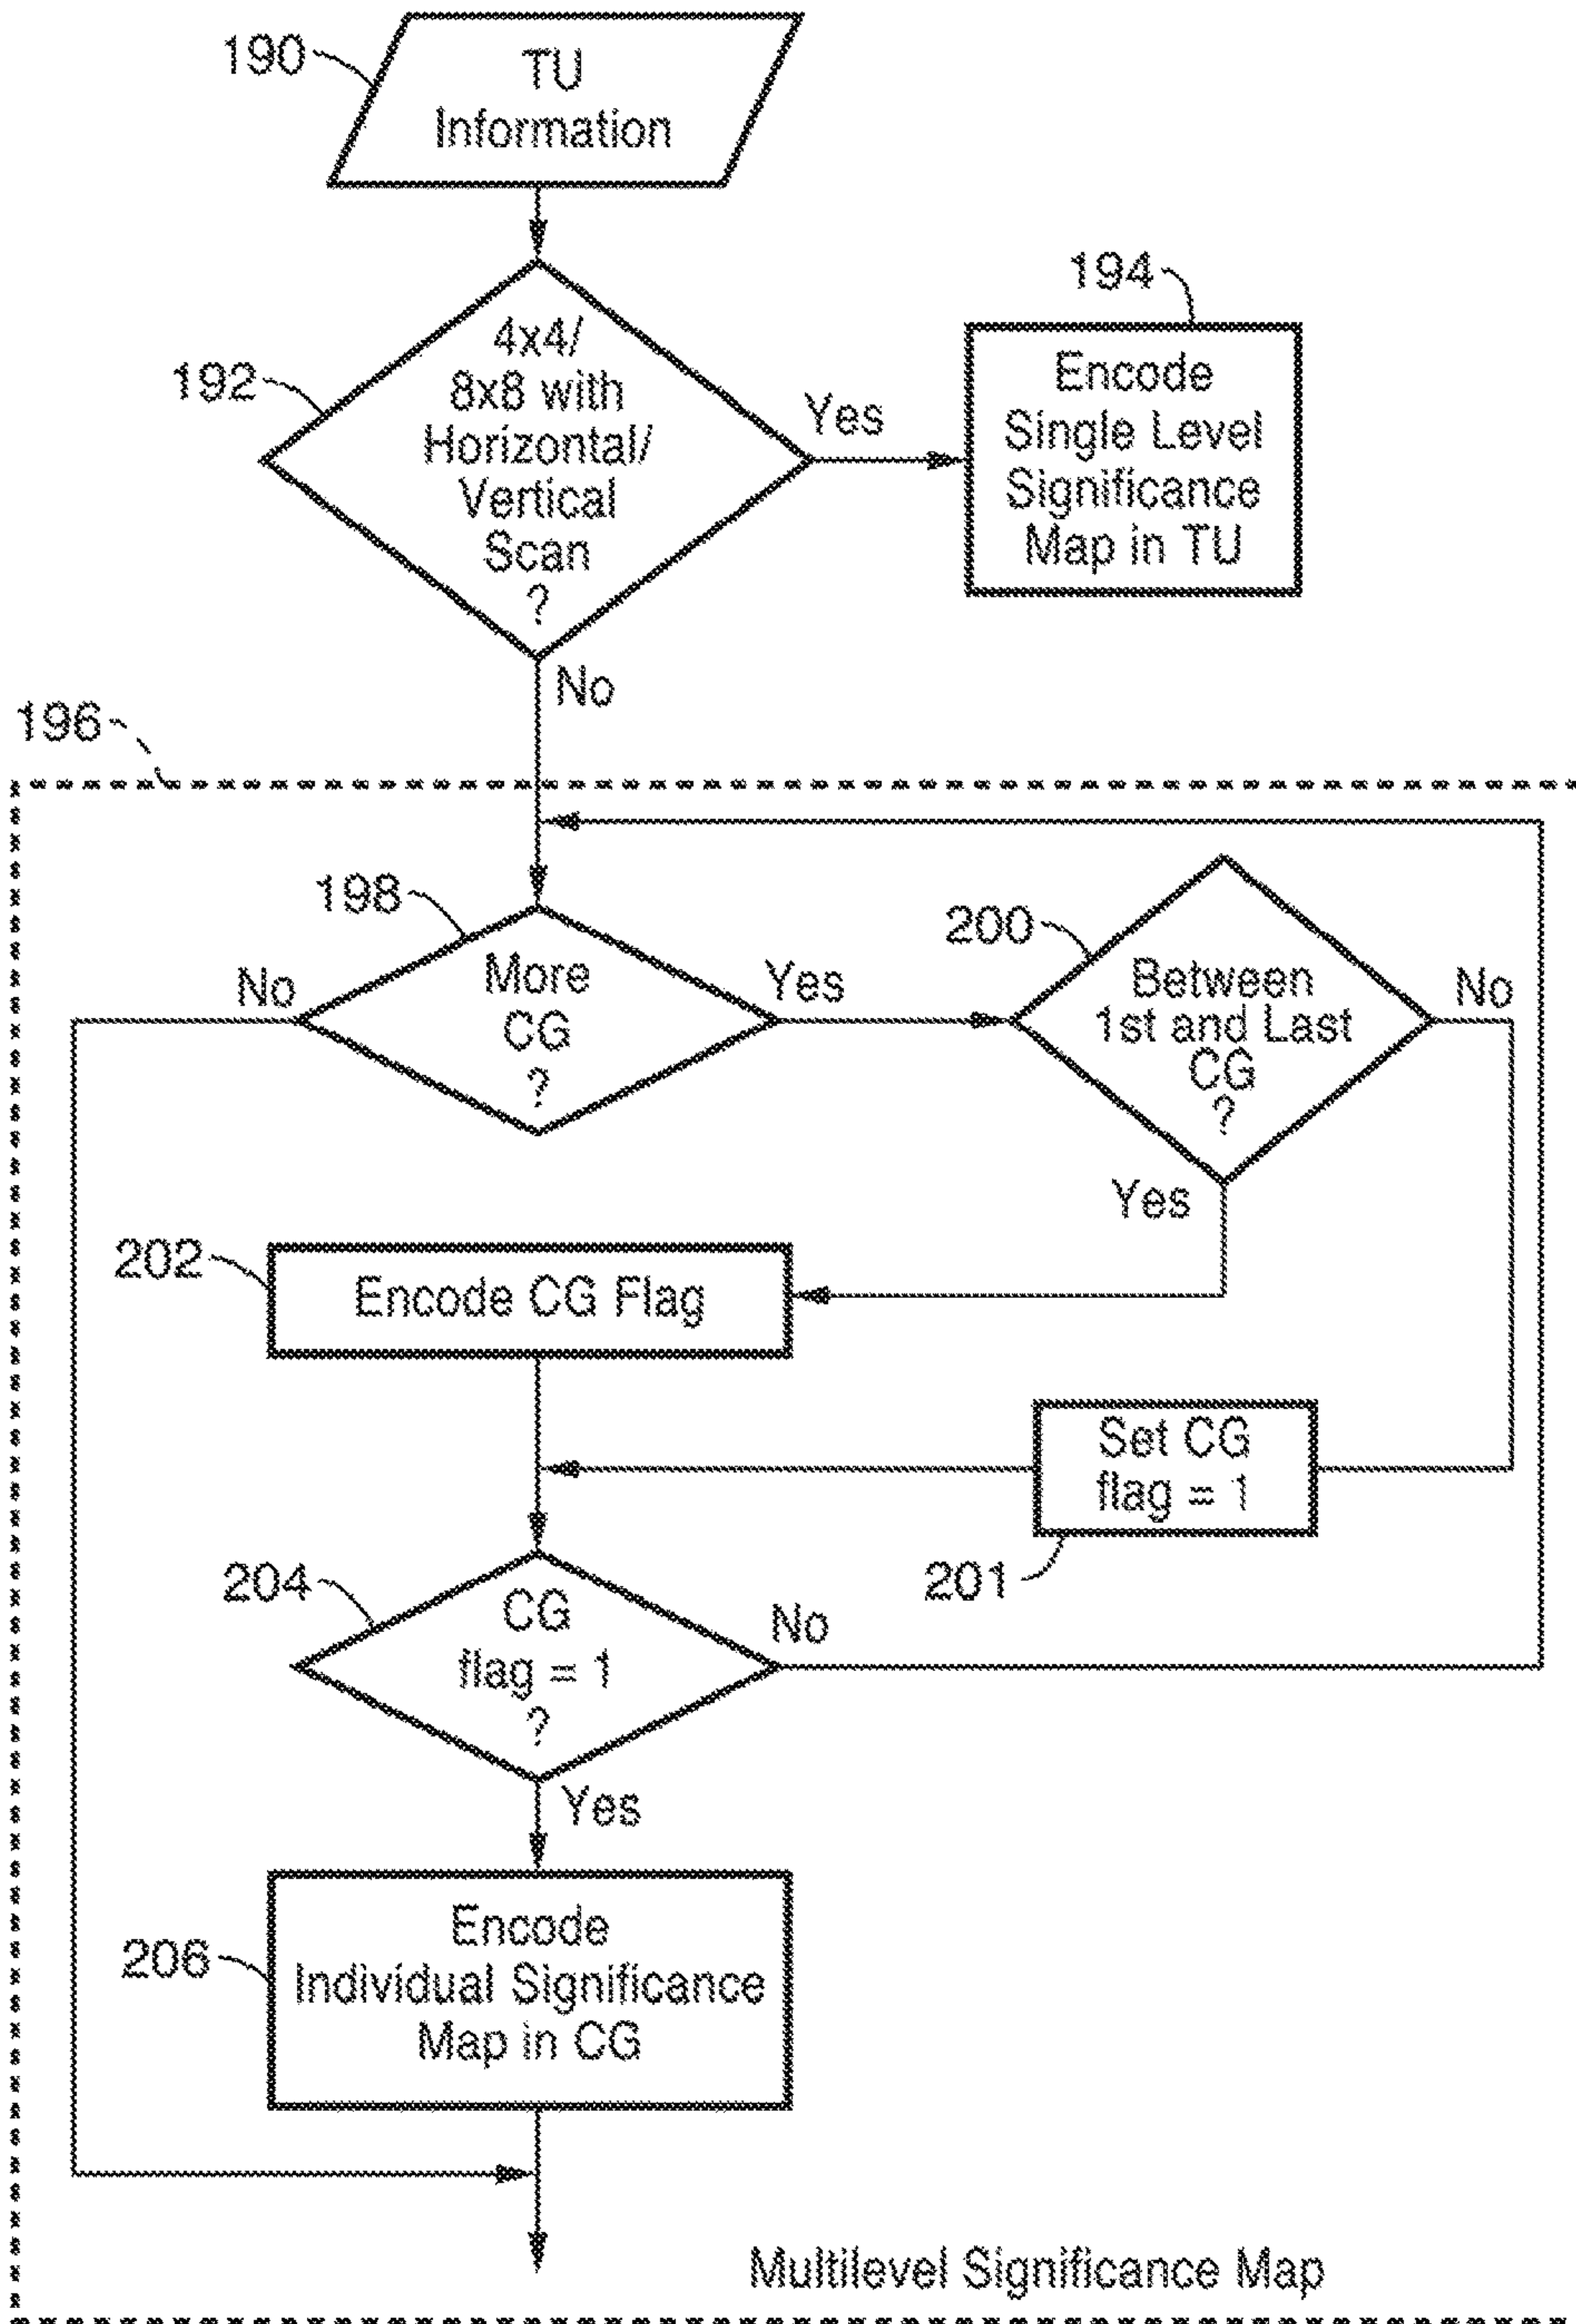 190
TU
Information
192
4x4/
8x8 with
Horizontal/
Vertical
Scan
?
Yes
194
Encode
Single Level
Significance
Map in TU
No
196
198
More
CG
?
No
Yes
200
Between
1st and Last
CG
?
No
Yes
202
Encode CG Flag
Set CG
flag = 1
201
204
CG
flag = 1
?
No
Yes
206
Encode
Individual Significance
Map in CG
Multilevel Significance Map